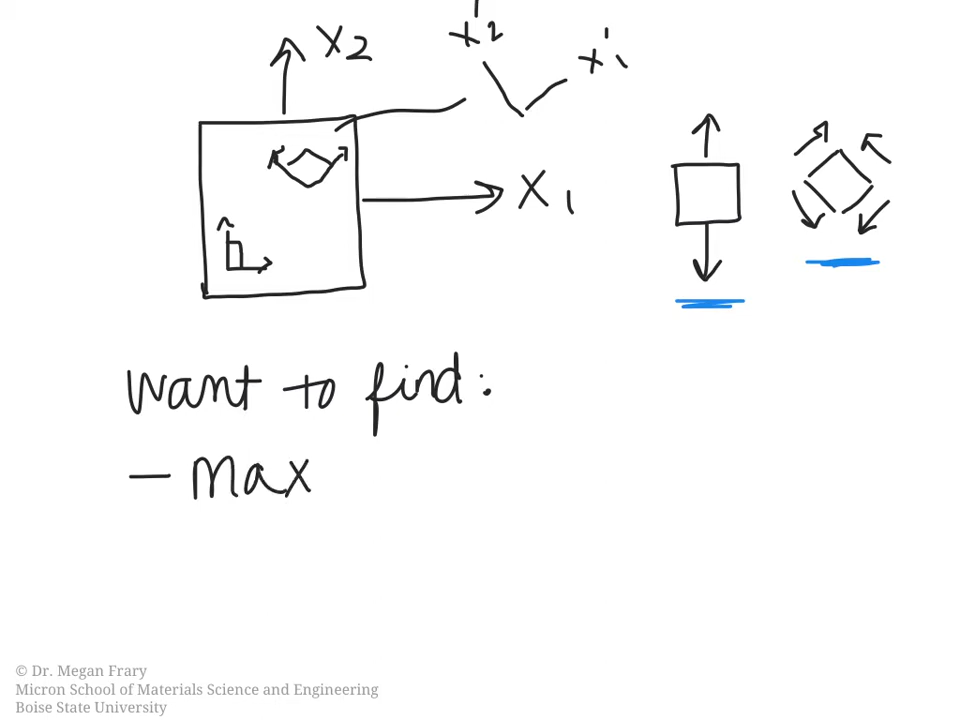 x'2
x'1
X2
X1
want to find:
- max
© Dr. Megan Frary
Micron School of Materials Science and Engineering
Boise State University